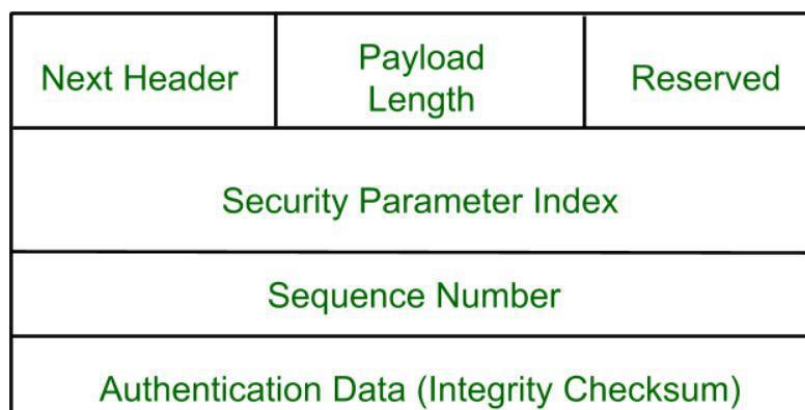 Next Header
Payload
Length
Reserved
Security Parameter Index
Sequence Number
Authentication Data (Integrity Checksum)